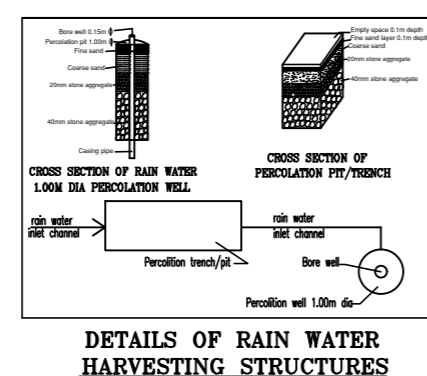 Bore well 0.15m ϕ
Percolation pit 1.00m ϕ
Fine sand
Coarse sand
20mm stone aggregate
40mm stone aggregate
Casing pipe
CROSS SECTION OF RAIN WATER
1.00M DIA PERCOLATION WELL
Empty space 0.1m depth
Fine sand layer 0.1m depth
Coarse sand
20mm stone aggregate
40mm stone aggregate
CROSS SECTION OF
PERCOLATION PIT/TRENCH
rain water
inlet channel
Percolition trench/pit
rain water
inlet channel
Bore well
Percolition well 1.00m dia
DETAILS OF RAIN WATER
HARVESTING STRUCTURES